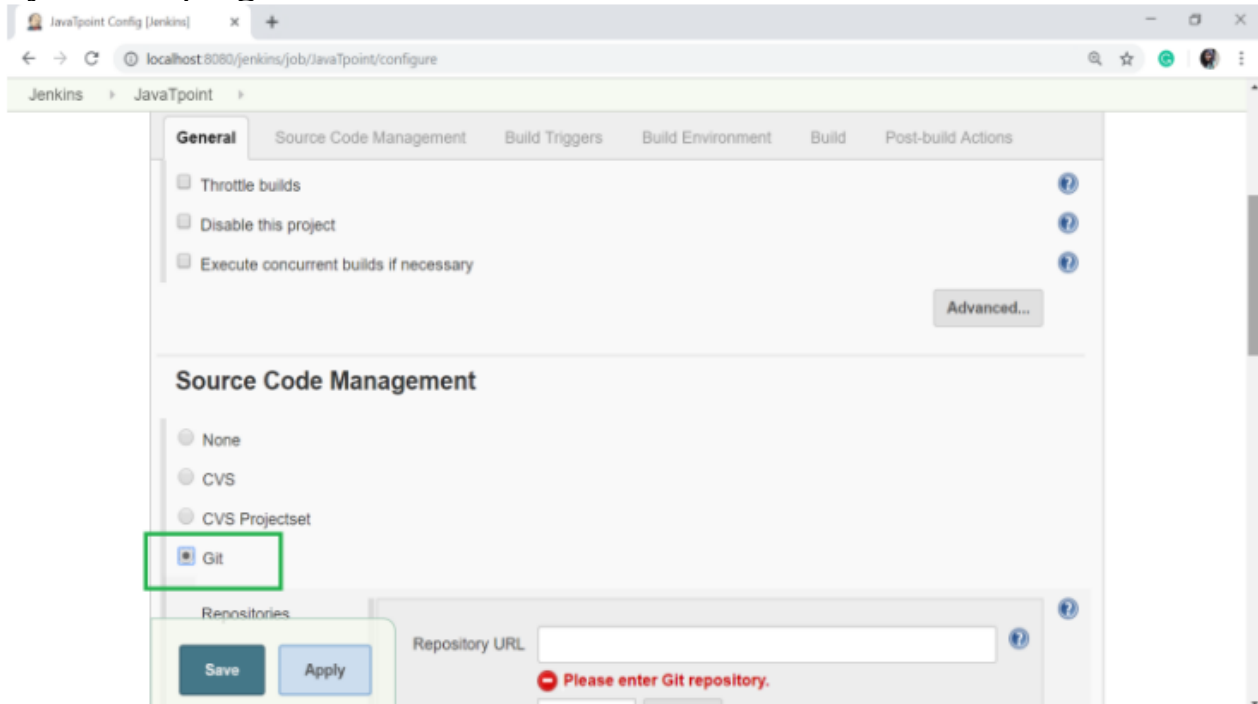 JavaTpoint Config [Jenkins]
localhost:8080/jenkins/job/JavaTpoint/configure
Jenkins JavaTpoint
General Source Code Management Build Triggers Build Environment Build Post-build Actions
Throttle builds
Disable this project
Execute concurrent builds if necessary
Advanced...
Source Code Management
None
CVS
CVS Projectset
Git
Repositories
Repository URL
Save Apply
Please enter Git repository.